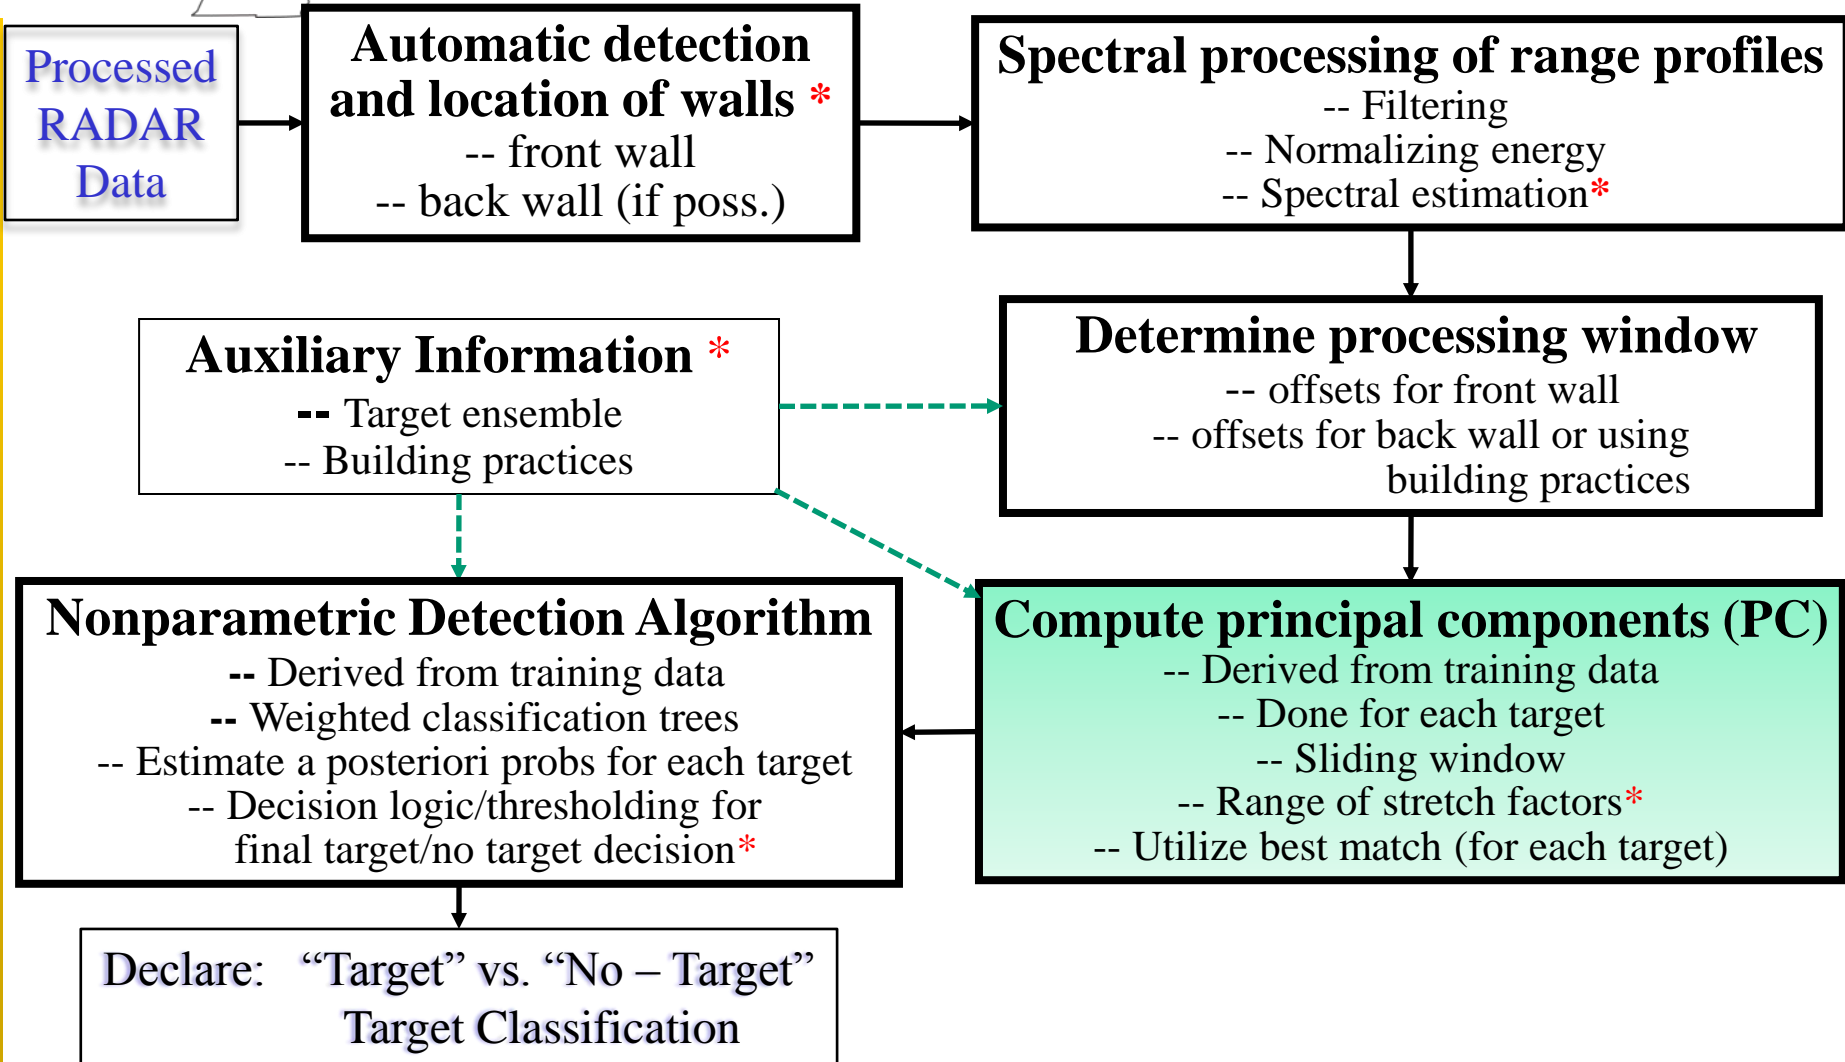 Processed
RADAR
Data
Automatic detection
and location of walls *
-- front wall
-- back wall (if poss.)
Spectral processing of range profiles
-- Filtering
-- Normalizing energy
-- Spectral estimation*
Auxiliary Information *
-- Target ensemble
-- Building practices
Determine processing window
-- offsets for front wall
-- offsets for back wall or using
building practices
Nonparametric Detection Algorithm
-- Derived from training data
-- Weighted classification trees
-- Estimate a posteriori probs for each target
-- Decision logic/thresholding for
final target/no target decision*
Compute principal components (PC)
-- Derived from training data
-- Done for each target
-- Sliding window
-- Range of stretch factors*
-- Utilize best match (for each target)
Declare: “Target” vs. “No – Target”
Target Classification